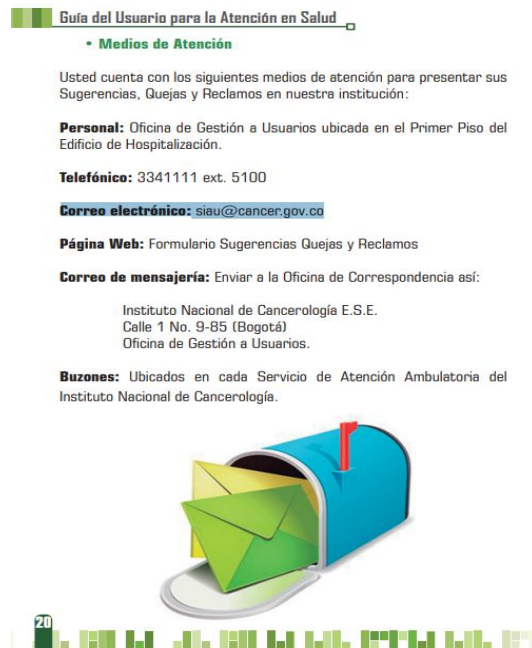 Guía del Usuario para la Atención en Salud
• Medios de Atención
Usted cuenta con los siguientes medios de atención para presentar sus
Sugerencias, Quejas y Reclamos en nuestra institución:
Personal: Oficina de Gestión a Usuarios ubicada en el Primer Piso del
Edificio de Hospitalización.
Telefónico: 3341111 ext. 5100
Correo electrónico: siau@cancer.gov.co
Página Web: Formulario Sugerencias Quejas y Reclamos
Correo de mensajería: Enviar a la Oficina de Correspondencia así:
Instituto Nacional de Cancerología E.S.E.
Calle 1 No. 9-85 (Bogotá)
Oficina de Gestión a Usuarios.
Buzones: Ubicados en cada Servicio de Atención Ambulatoria del
Instituto Nacional de Cancerología.
20